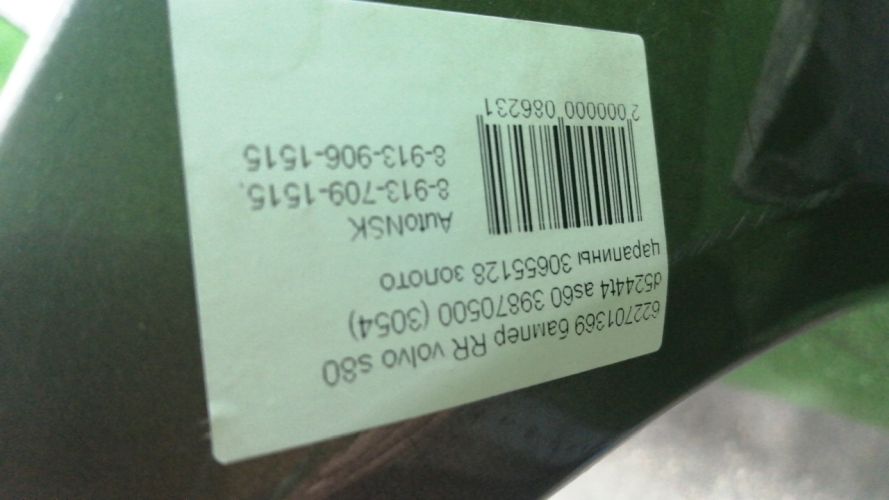 622701369 бампер RR volvo s80
d5244t4 as60 39870500 (3054)
царапины 30655128 золото
AutoNSK
8-913-709-1515,
8-913-906-1515
2 000000 086231